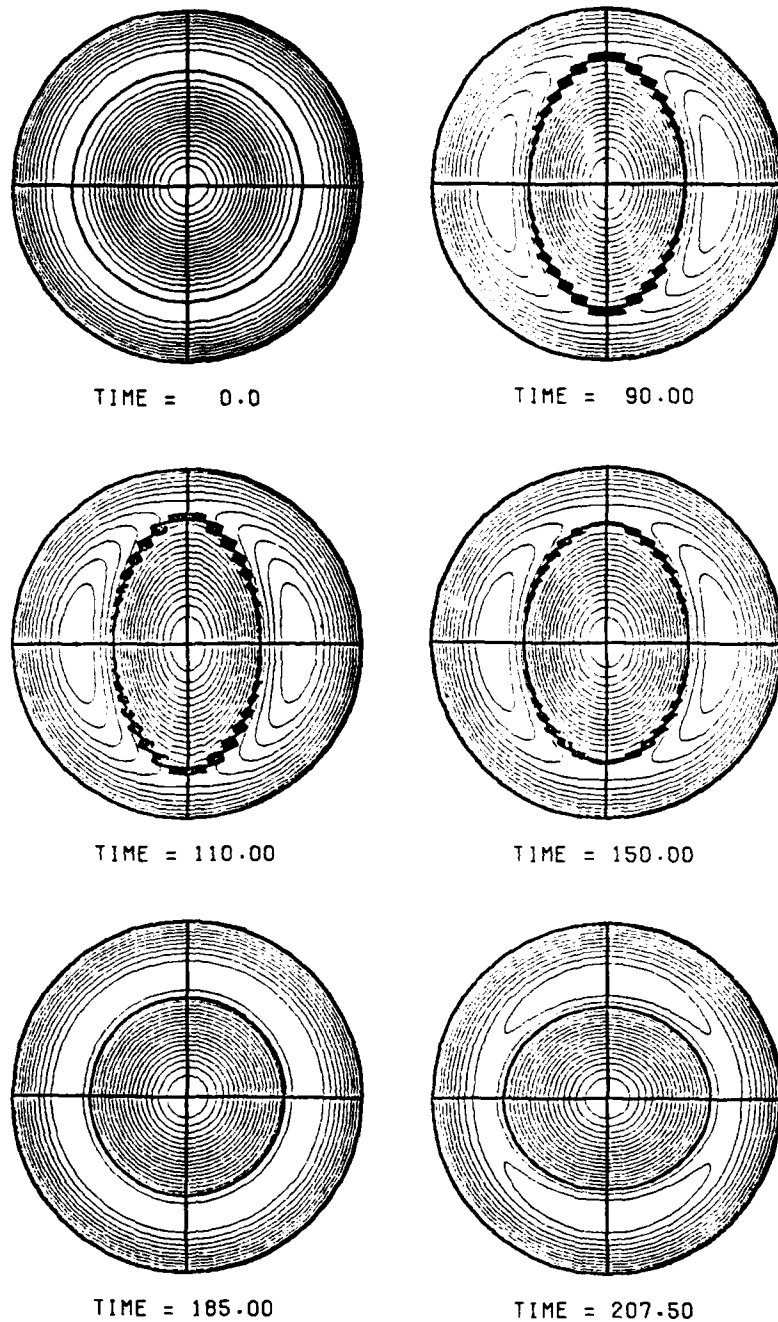 TIME = 0.0
TIME = 90.00
TIME = 110.00
TIME = 150.00
TIME = 185.00
TIME = 207.50